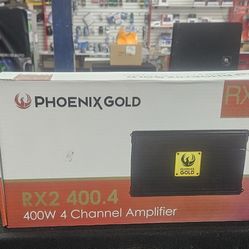 PHOENIX GOLD
RX
PHOENIX
GOLD
RX2 400.4
400W 4 Channel Amplifier